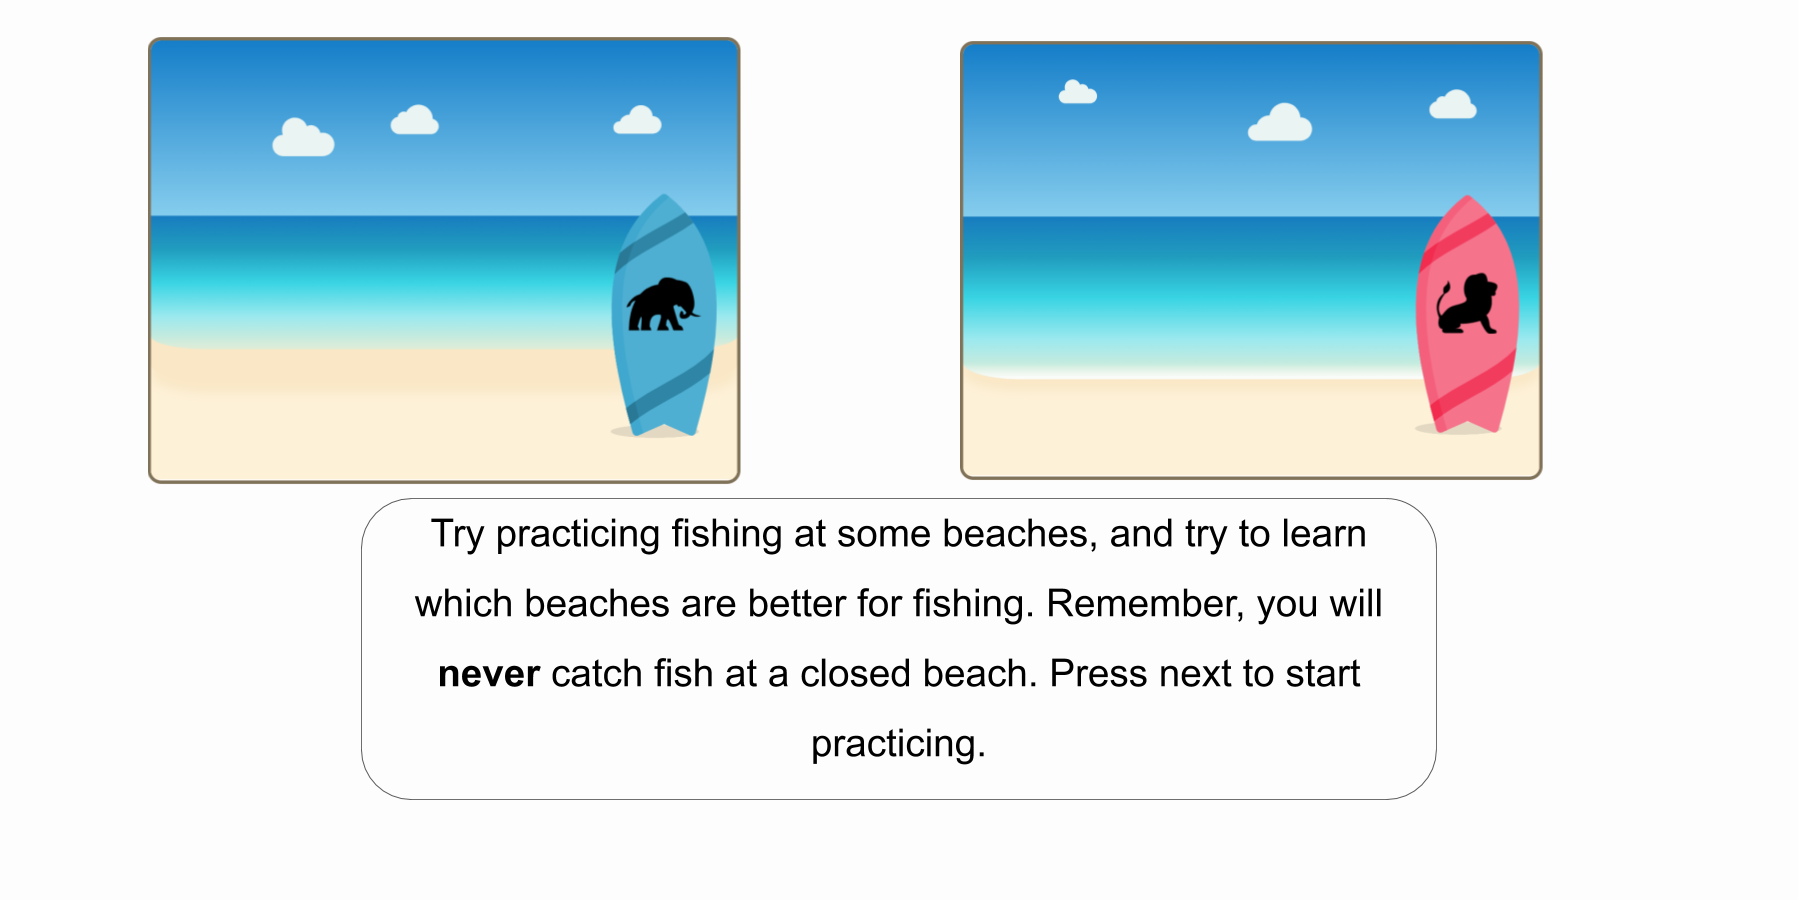 Try practicing fishing at some beaches, and try to learn
which beaches are better for fishing. Remember, you will
never catch fish at a closed beach. Press next to start
practicing.